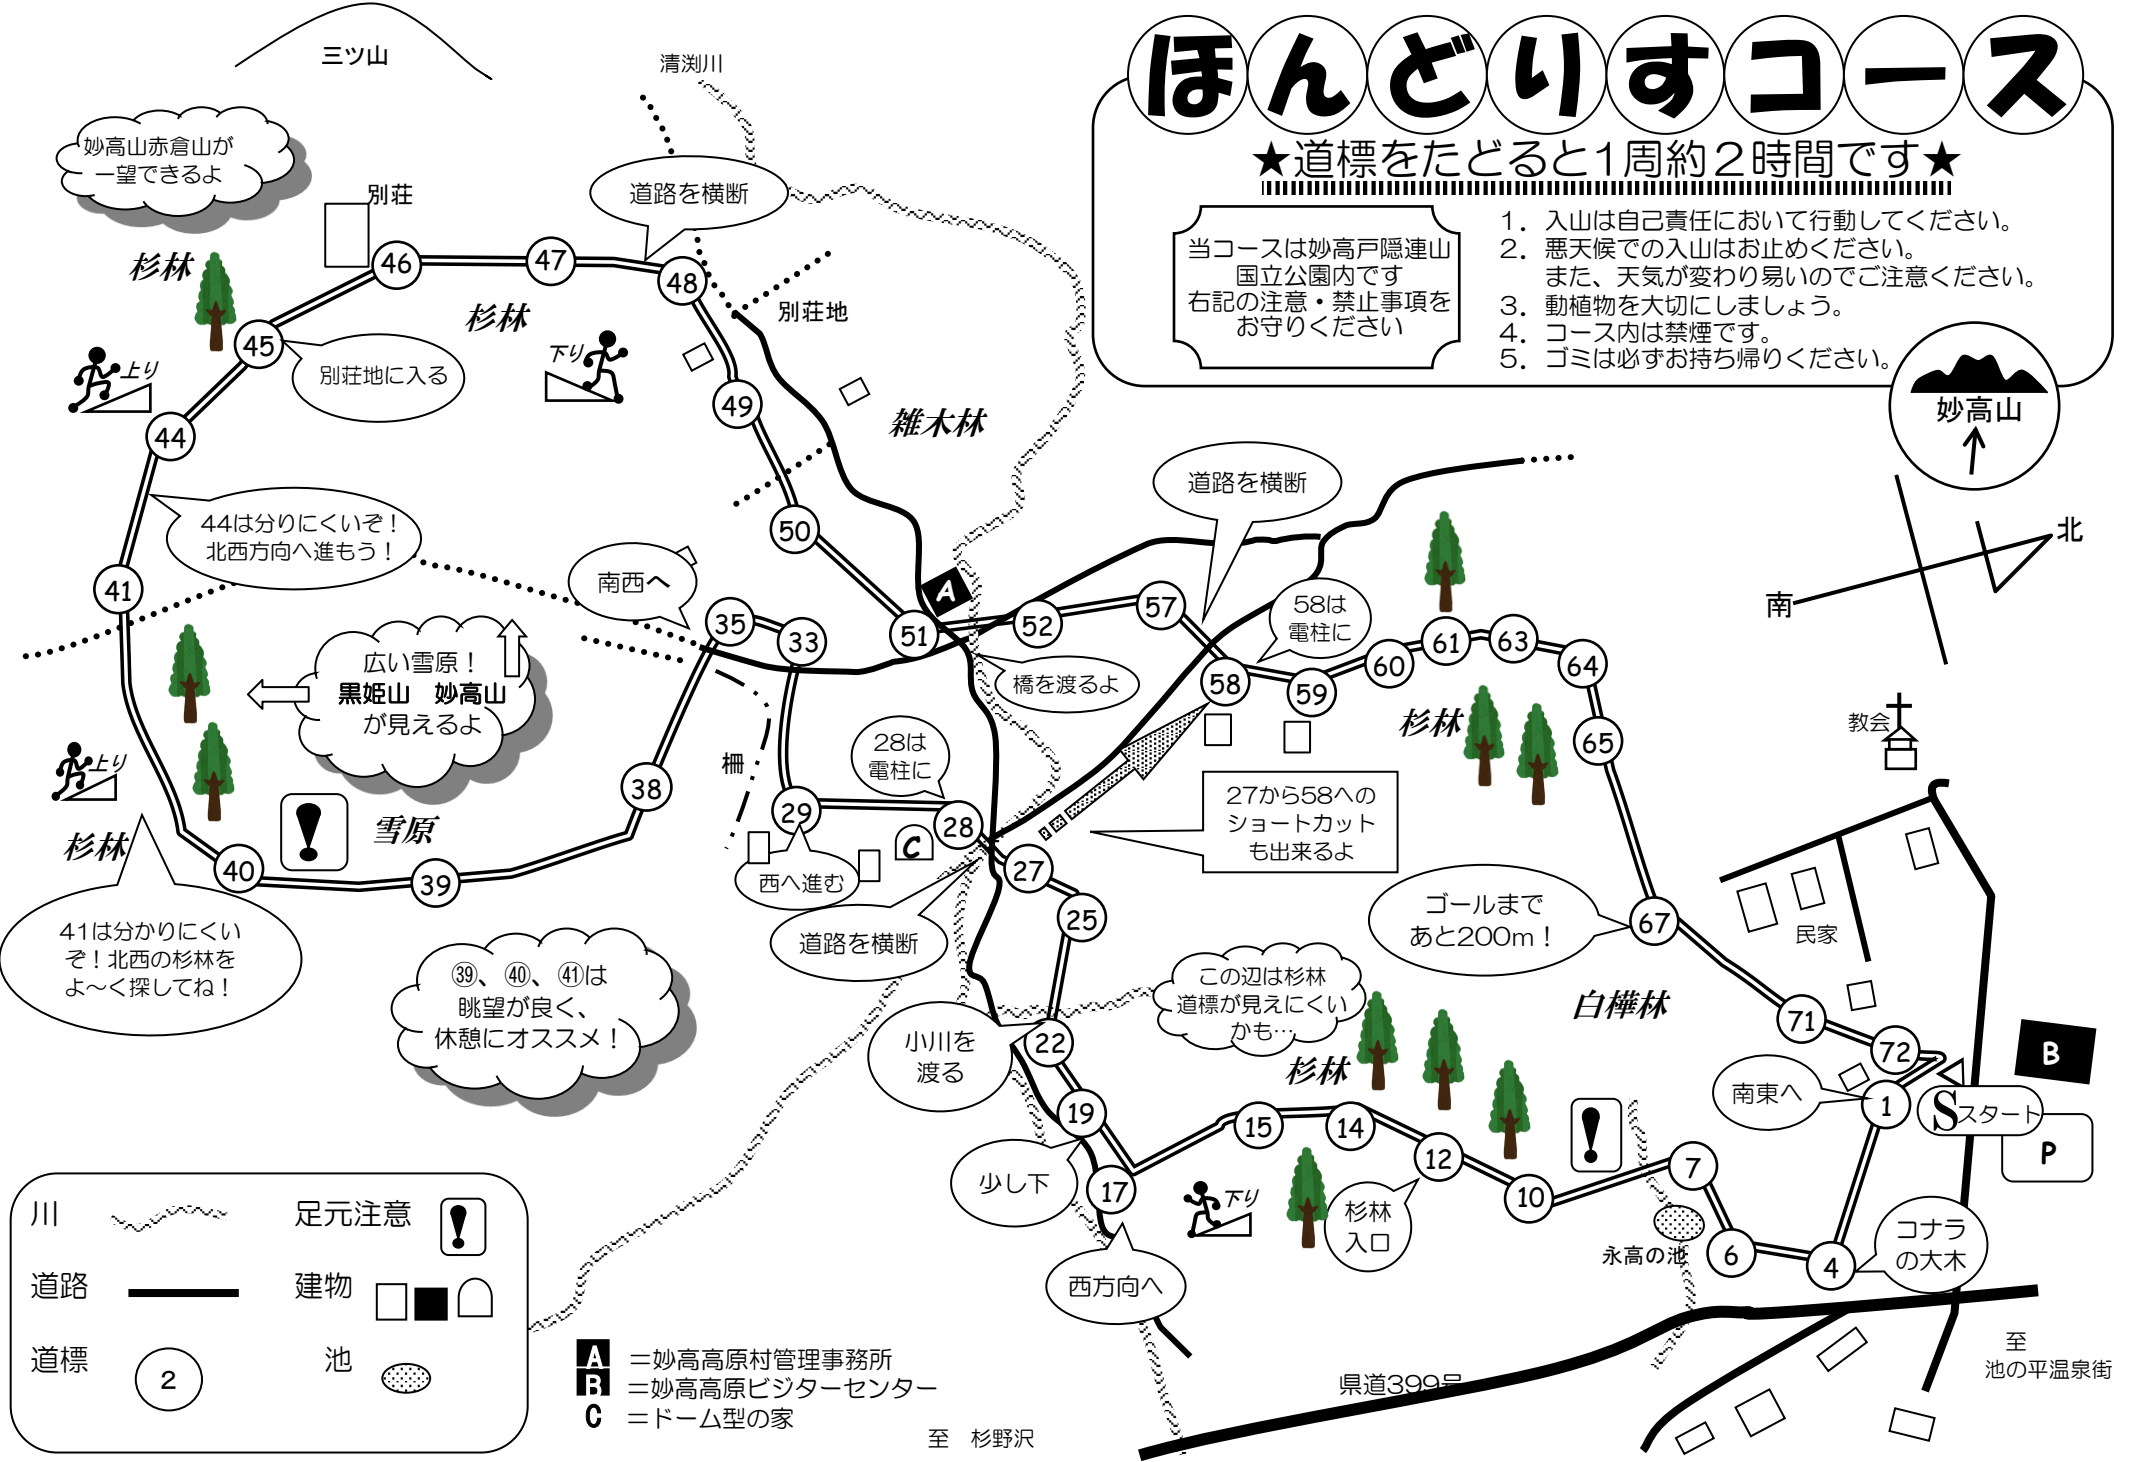 ほんどりすコース
★道標をたどると1周約2時間です★
当コースは妙高戸隠連山
国立公園内です
右記の注意・禁止事項を
お守りください
1. 入山は自己責任において行動してください。
2. 悪天候での入山はお止めください。
また、天気が変わり易いのでご注意ください。
3. 動植物を大切にしましょう。
4. コース内は禁煙です。
5. ゴミは必ずお持ち帰りください。
妙高山
北
南
三ツ山
清渕川
妙高山赤倉山が
一望できるよ
別荘
道路を横断
杉林
46
47
48
杉林
別荘地
45
別荘地に入る
上り
下り
49
雑木林
44
44は分りにくいぞ！
北西方向へ進もう！
50
道路を横断
41
南西へ
A
35
33
51
52
57
58は
電柱に
60
61
63
64
広い雪原！
黒姫山 妙高山
が見えるよ
橋を渡るよ
58
59
杉林
65
教会
柵
28は
電柱に
38
上り
杉林
雪原
29
28
C
27から58への
ショートカット
も出来るよ
40
39
西へ進む
27
25
道路を横断
ゴールまで
あと200m！
67
民家
41は分かりにくい
ぞ！北西の杉林を
よ～く探してね！
㊴、㊵、㊶は
眺望が良く、
休憩にオススメ！
この辺は杉林
道標が見えにくい
かも…
白樺林
71
72
B
小川を
渡る
22
杉林
南東へ
1
Sスタート
19
15
14
12
P
少し下
17
下り
杉林
入口
10
7
永高の池
6
4
コナラ
の大木
西方向へ
川
足元注意
道路
建物
道標
2
池
A ＝妙高高原村管理事務所
B ＝妙高高原ビジターセンター
C ＝ドーム型の家
至 杉野沢
県道399号
至
池の平温泉街